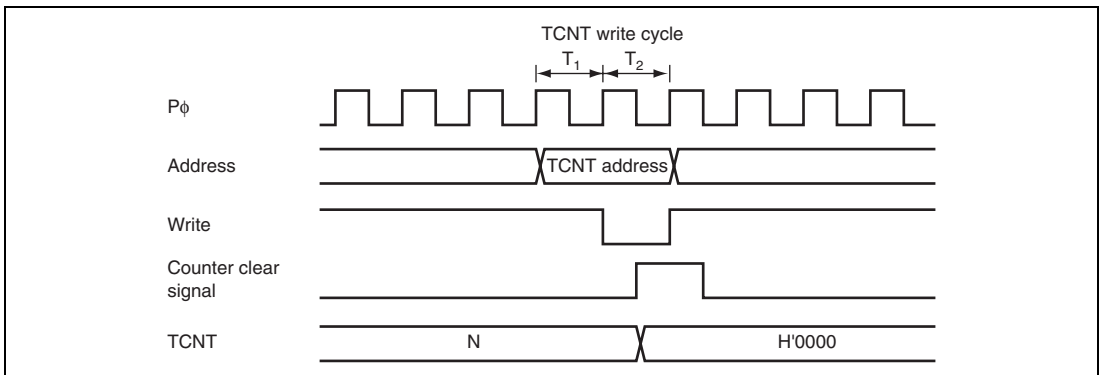 TCNT write cycle
T1 T2
Pϕ
Address
TCNT address
Write
Counter clear
signal
TCNT
N
H'0000